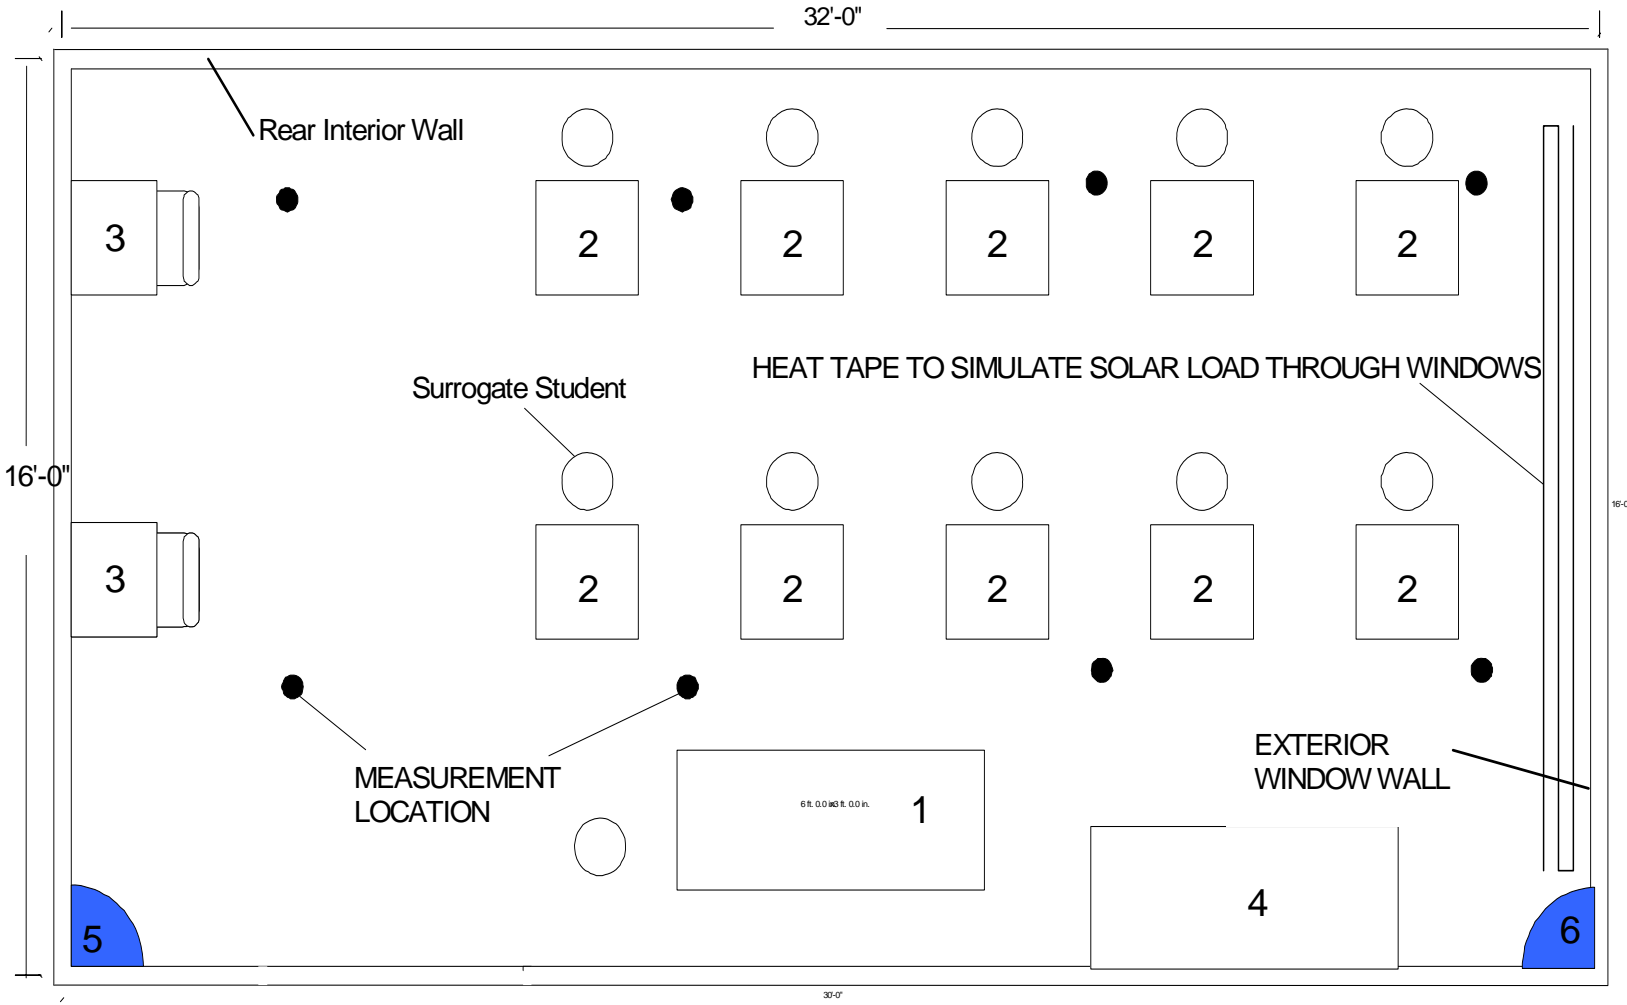 32'-0"
Rear Interior Wall
3
2
2
2
2
2
HEAT TAPE TO SIMULATE SOLAR LOAD THROUGH WINDOWS
Surrogate Student
16'-0"
3
2
2
2
2
2
MEASUREMENT
LOCATION
EXTERIOR
WINDOW WALL
1
4
5
6
30'-0"